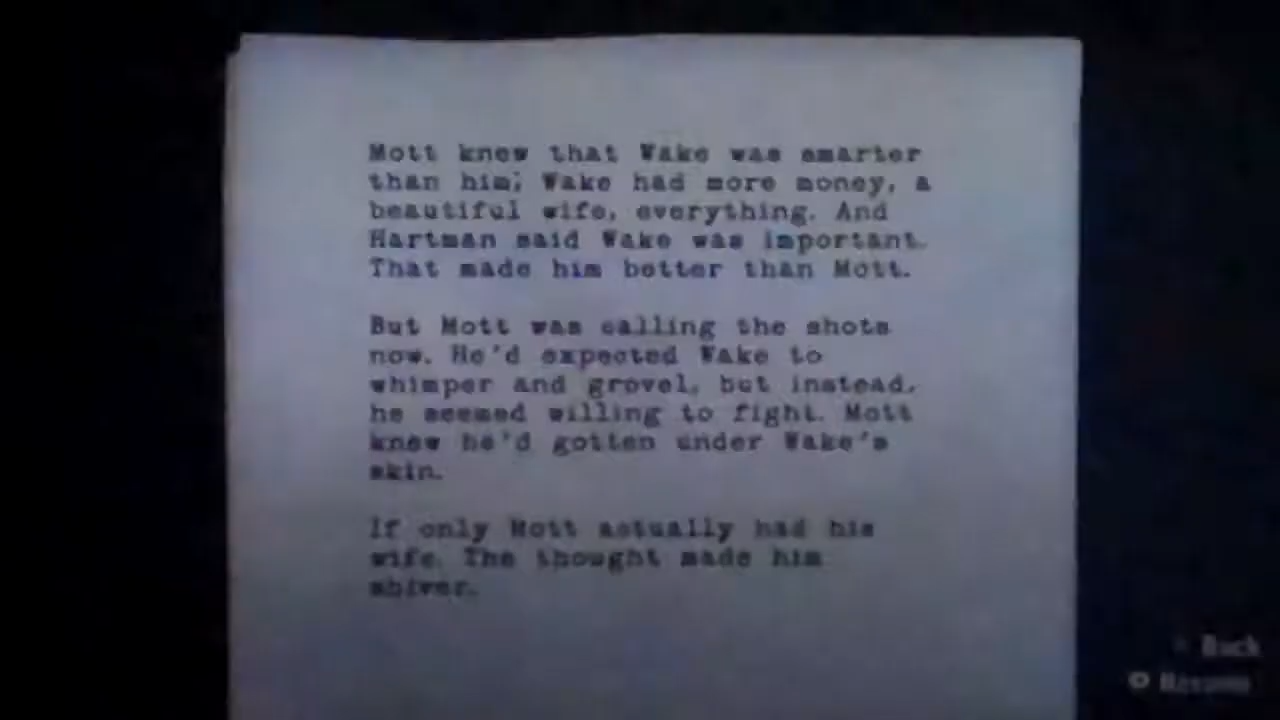 Mott knew that Wake was smarter
than him; Wake had more money, a
beautiful wife, everything. And
Hartman said Wake was important.
That made him better than Mott.
But Mott was calling the shots
now. He'd expected Wake to
whimper and grovel, but instead,
he seemed willing to fight. Mott
knew he'd gotten under Wake's
skin.
If only Mott actually had his
wife. The thought made him
shiver.
Back
Resume